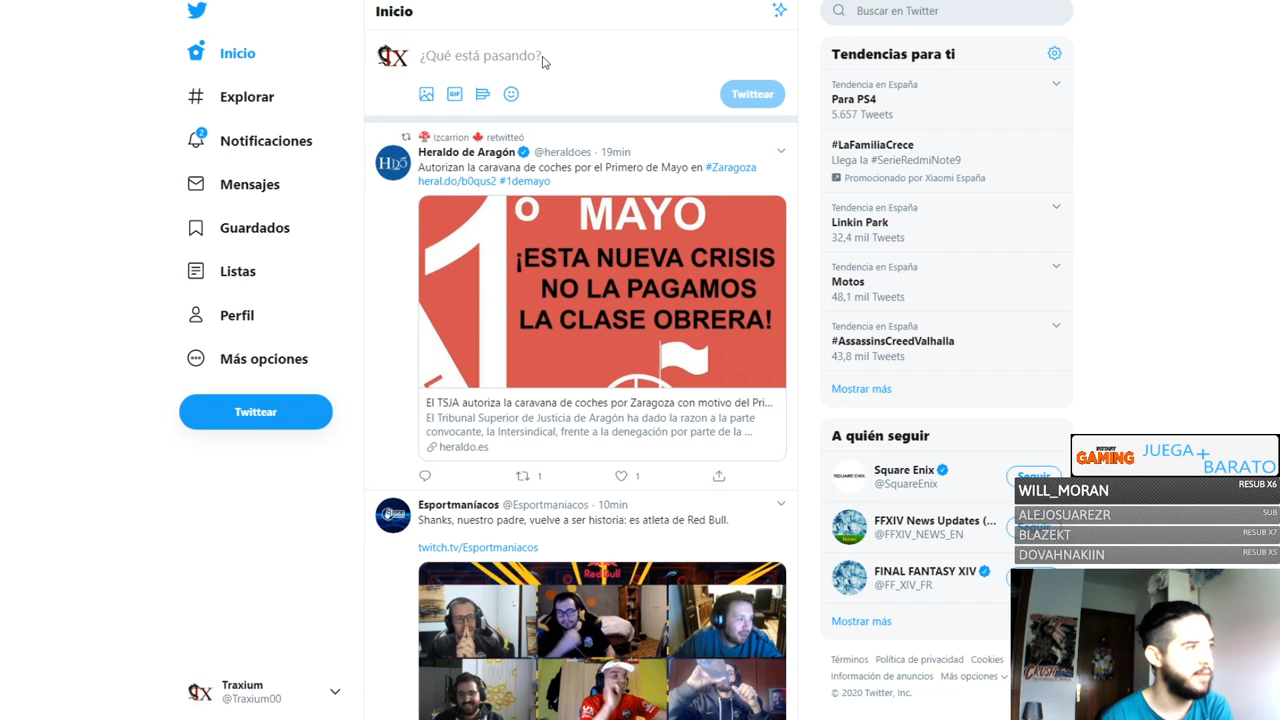 Inicio
Explorar
Notificaciones
2
Mensajes
Guardados
Listas
Perfil
Más opciones
Twittear
Traxium
@Traxium00
Inicio
¿Qué está pasando?
GIF
Twittear
Izcarrion retwitteó
Heraldo de Aragón @heraldoes · 19min
Autorizan la caravana de coches por el Primero de Mayo en #Zaragoza
heral.do/b0qus2 #1demayo
1º MAYO
¡ESTA NUEVA CRISIS
NO LA PAGAMOS
LA CLASE OBRERA!
El TSJA autoriza la caravana de coches por Zaragoza con motivo del Pri...
El Tribunal Superior de Justicia de Aragón ha dado la razon a la parte
convocante, la Intersindical, frente a la denegación por parte de la ...
heraldo.es
1 1
Esportmaníacos @Esportmaniacos · 10min
Shanks, nuestro padre, vuelve a ser historia: es atleta de Red Bull.
twitch.tv/Esportmaniacos
Red Bull
Buscar en Twitter
Tendencias para ti
Tendencia en España
Para PS4
5.657 Tweets
#LaFamiliaCrece
Llega la #SerieRedmiNote9
Promocionado por Xiaomi España
Tendencia en España
Linkin Park
32,4 mil Tweets
Tendencia en España
Motos
48,1 mil Tweets
Tendencia en España
#AssassinsCreedValhalla
43,8 mil Tweets
Mostrar más
A quién seguir
Square Enix
@SquareEnix
Seguir
FFXIV News Updates (...
@FFXIV_NEWS_EN
FINAL FANTASY XIV
@FF_XIV_FR
Mostrar más
Términos Política de privacidad Cookies
Información de anuncios Más opciones
© 2020 Twitter, Inc.
INSTANT
GAMING
JUEGA+
BARATO
WILL_MORAN RESUB X6
ALEJOSUAREZR SUB
BLAZEKT RESUB X7
DOVAHNAKIIN RESUB X5